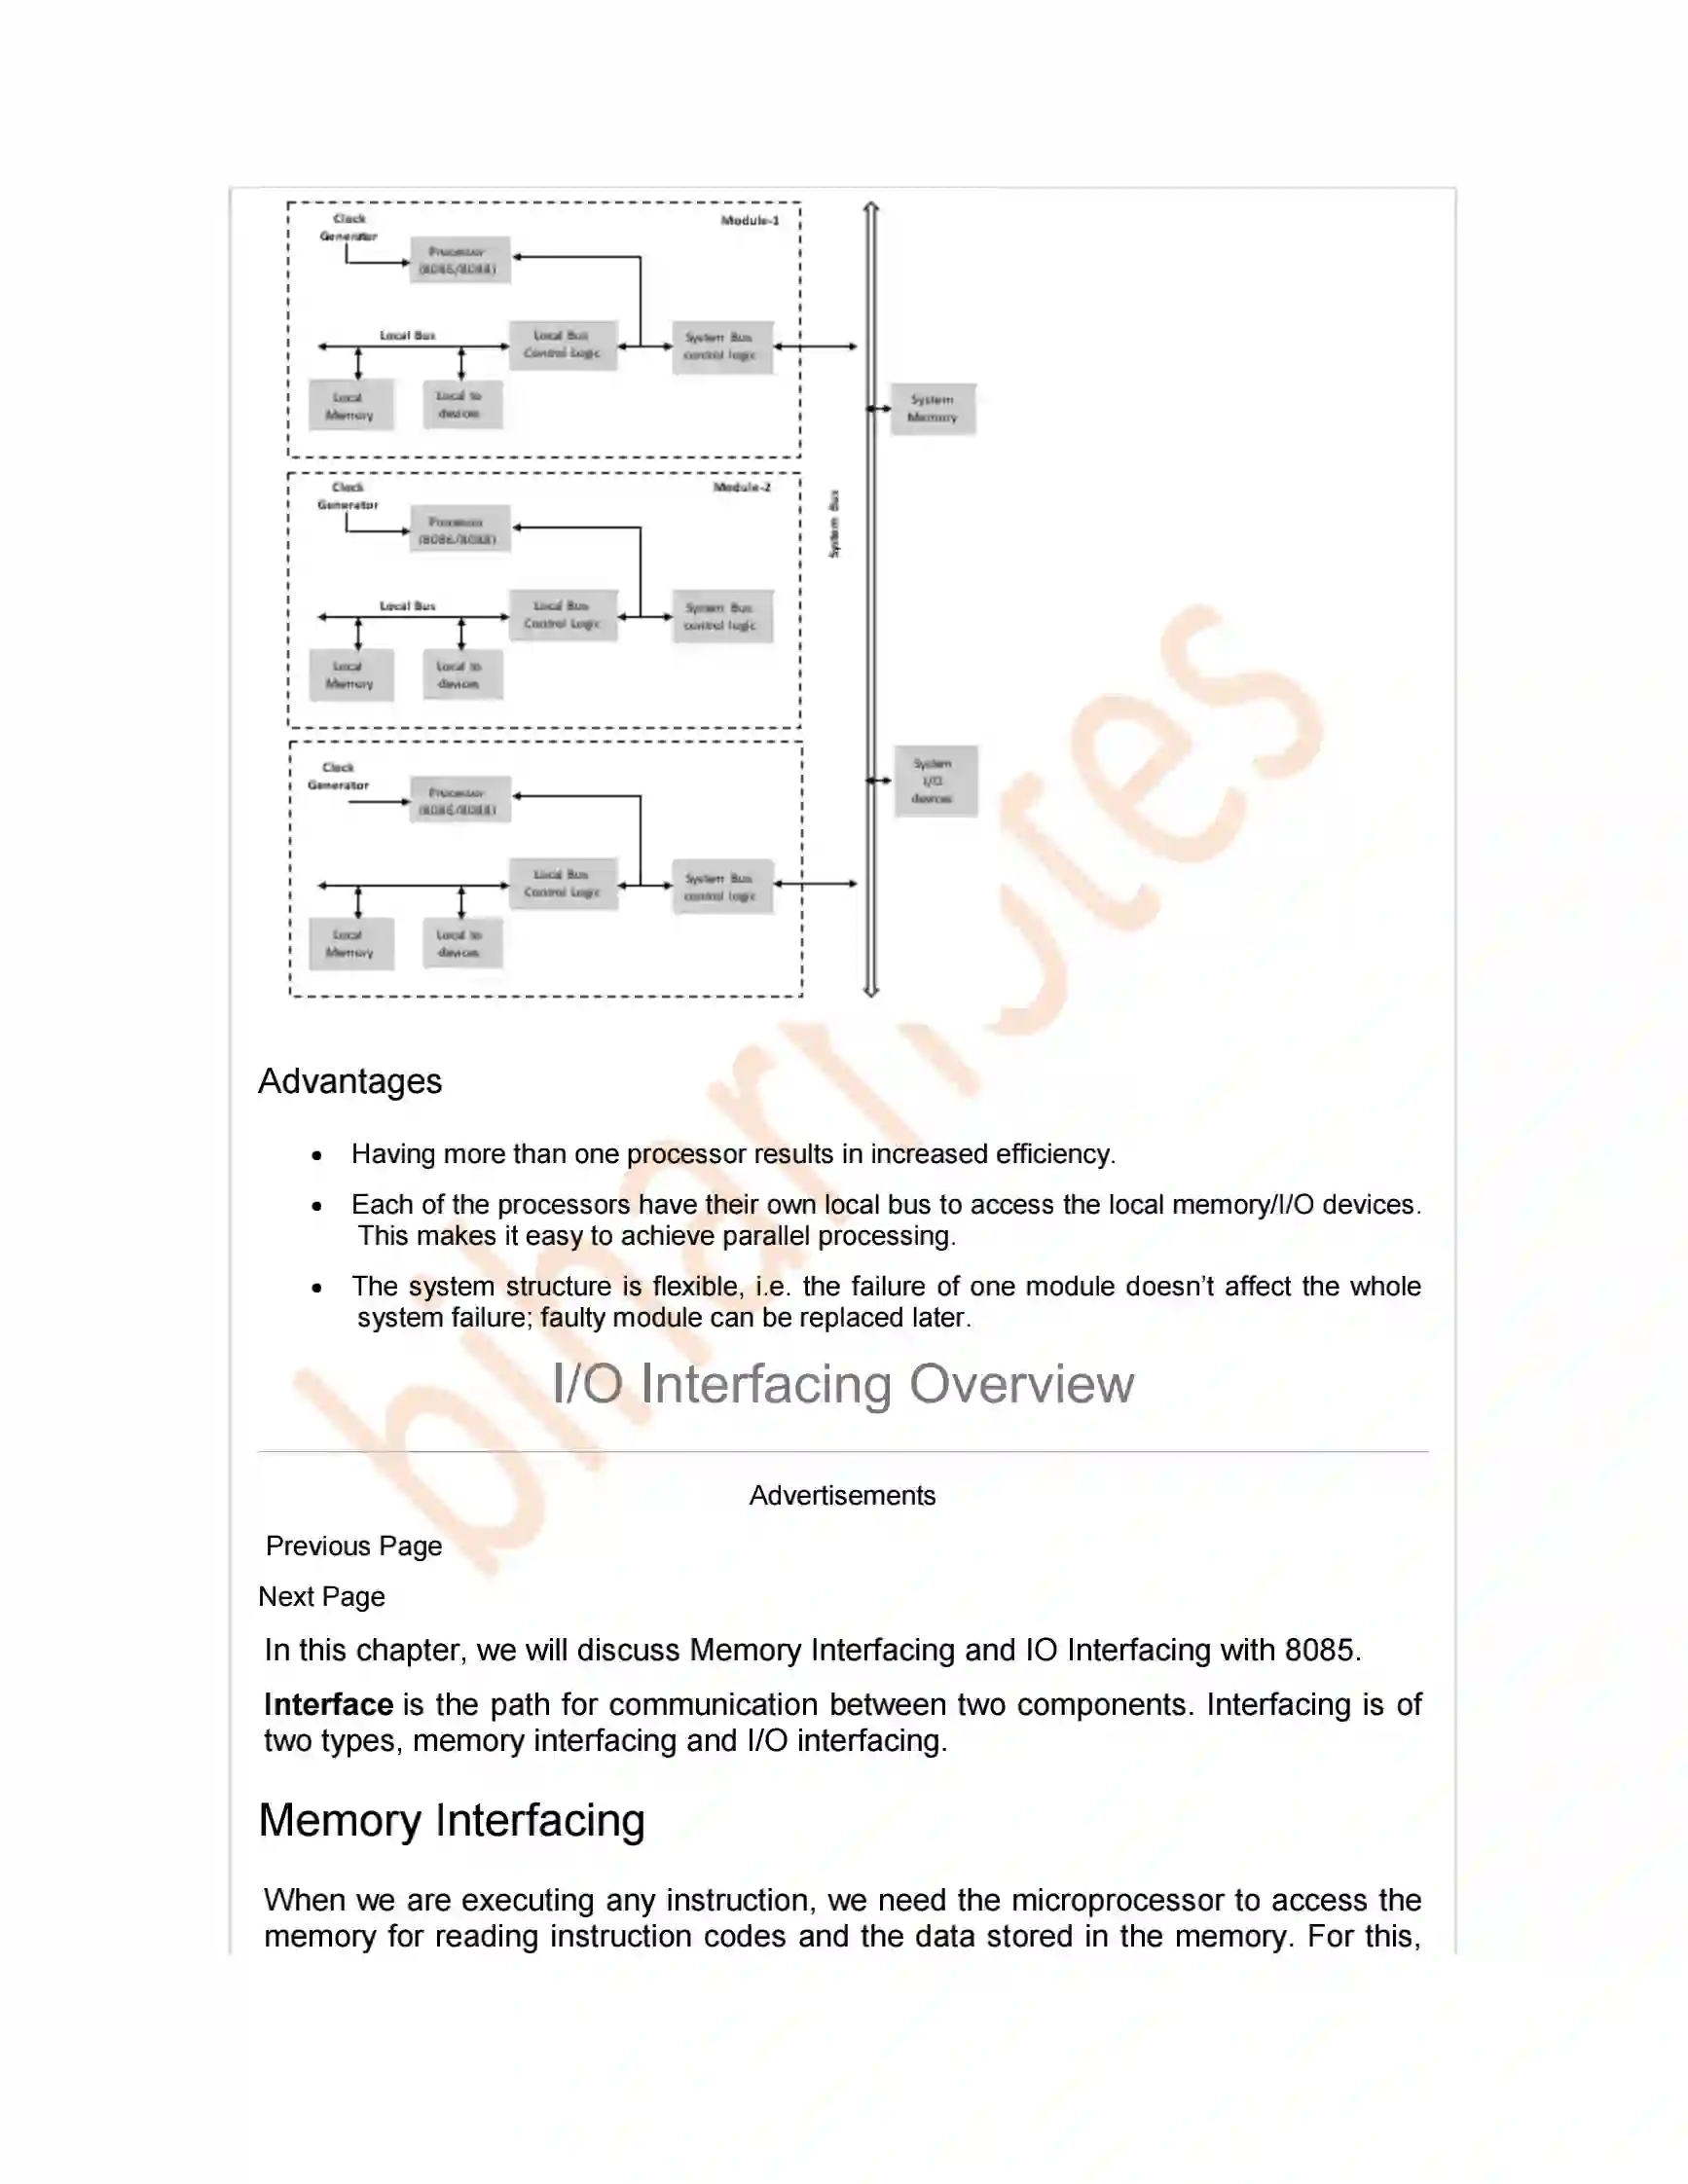 Clock
Generator
Module-1
Processor
(8086/8088)
Local Bus
Local Bus
Control Logic
System Bus
control logic
Local
Memory
Local to
devices
System
Memory
Clock
Generator
Module-2
Processor
(8086/8088)
System Bus
Local Bus
Local Bus
Control Logic
System Bus
control logic
Local
Memory
Local to
devices
Clock
Generator
Processor
(8086/8088)
System
I/O
devices
Local Bus
Control Logic
System Bus
control logic
Local
Memory
Local to
devices
Advantages
• Having more than one processor results in increased efficiency.
• Each of the processors have their own local bus to access the local memory/I/O devices.
This makes it easy to achieve parallel processing.
• The system structure is flexible, i.e. the failure of one module doesn’t affect the whole
system failure; faulty module can be replaced later.
I/O Interfacing Overview
Advertisements
Previous Page
Next Page
In this chapter, we will discuss Memory Interfacing and IO Interfacing with 8085.
Interface is the path for communication between two components. Interfacing is of
two types, memory interfacing and I/O interfacing.
Memory Interfacing
When we are executing any instruction, we need the microprocessor to access the
memory for reading instruction codes and the data stored in the memory. For this,